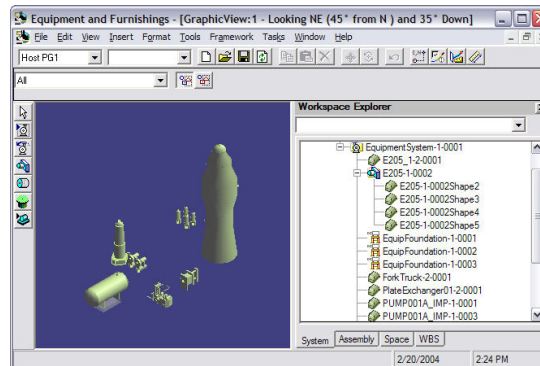 Equipment and Furnishings - [GraphicView:1 - Looking NE (45° from N ) and 35° Down]
File Edit View Insert Format Tools Framework Tasks Window Help
Host PG1
All
Workspace Explorer
EquipmentSystem-1-0001
E205_1-2-0001
E205-1-0002
E205-1-0002Shape2
E205-1-0002Shape3
E205-1-0002Shape4
E205-1-0002Shape5
EquipFoundation-1-0001
EquipFoundation-1-0002
EquipFoundation-1-0003
ForkTruck-2-0001
PlateExchanger01-2-0001
PUMP001A_IMP-1-0001
PUMP001A_IMP-1-0003
System Assembly Space WBS
2/20/2004 2:24 PM